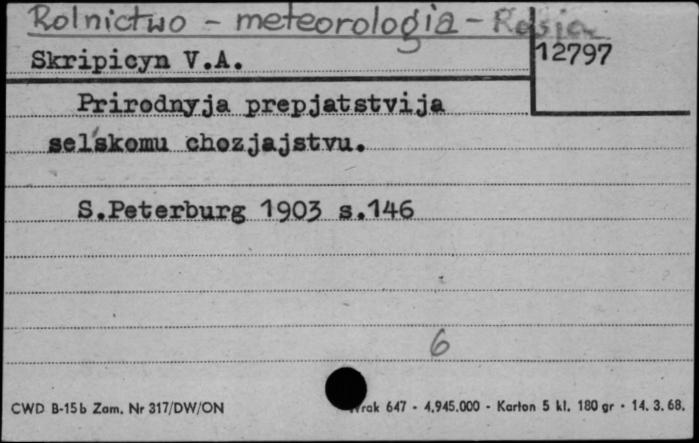 Rolnictwo - meteorologia - Rosja
Skripicyn V.A.
12797
Prirodnyja prepjatstvija
selśkomu chozjajstvu.
S.Peterburg 1903 s.146
6
CWD B-15b Zam. Nr 317/DW/ON
rak 647 - 4.945.000 - Karton 5 kl. 180 gr - 14. 3. 68.